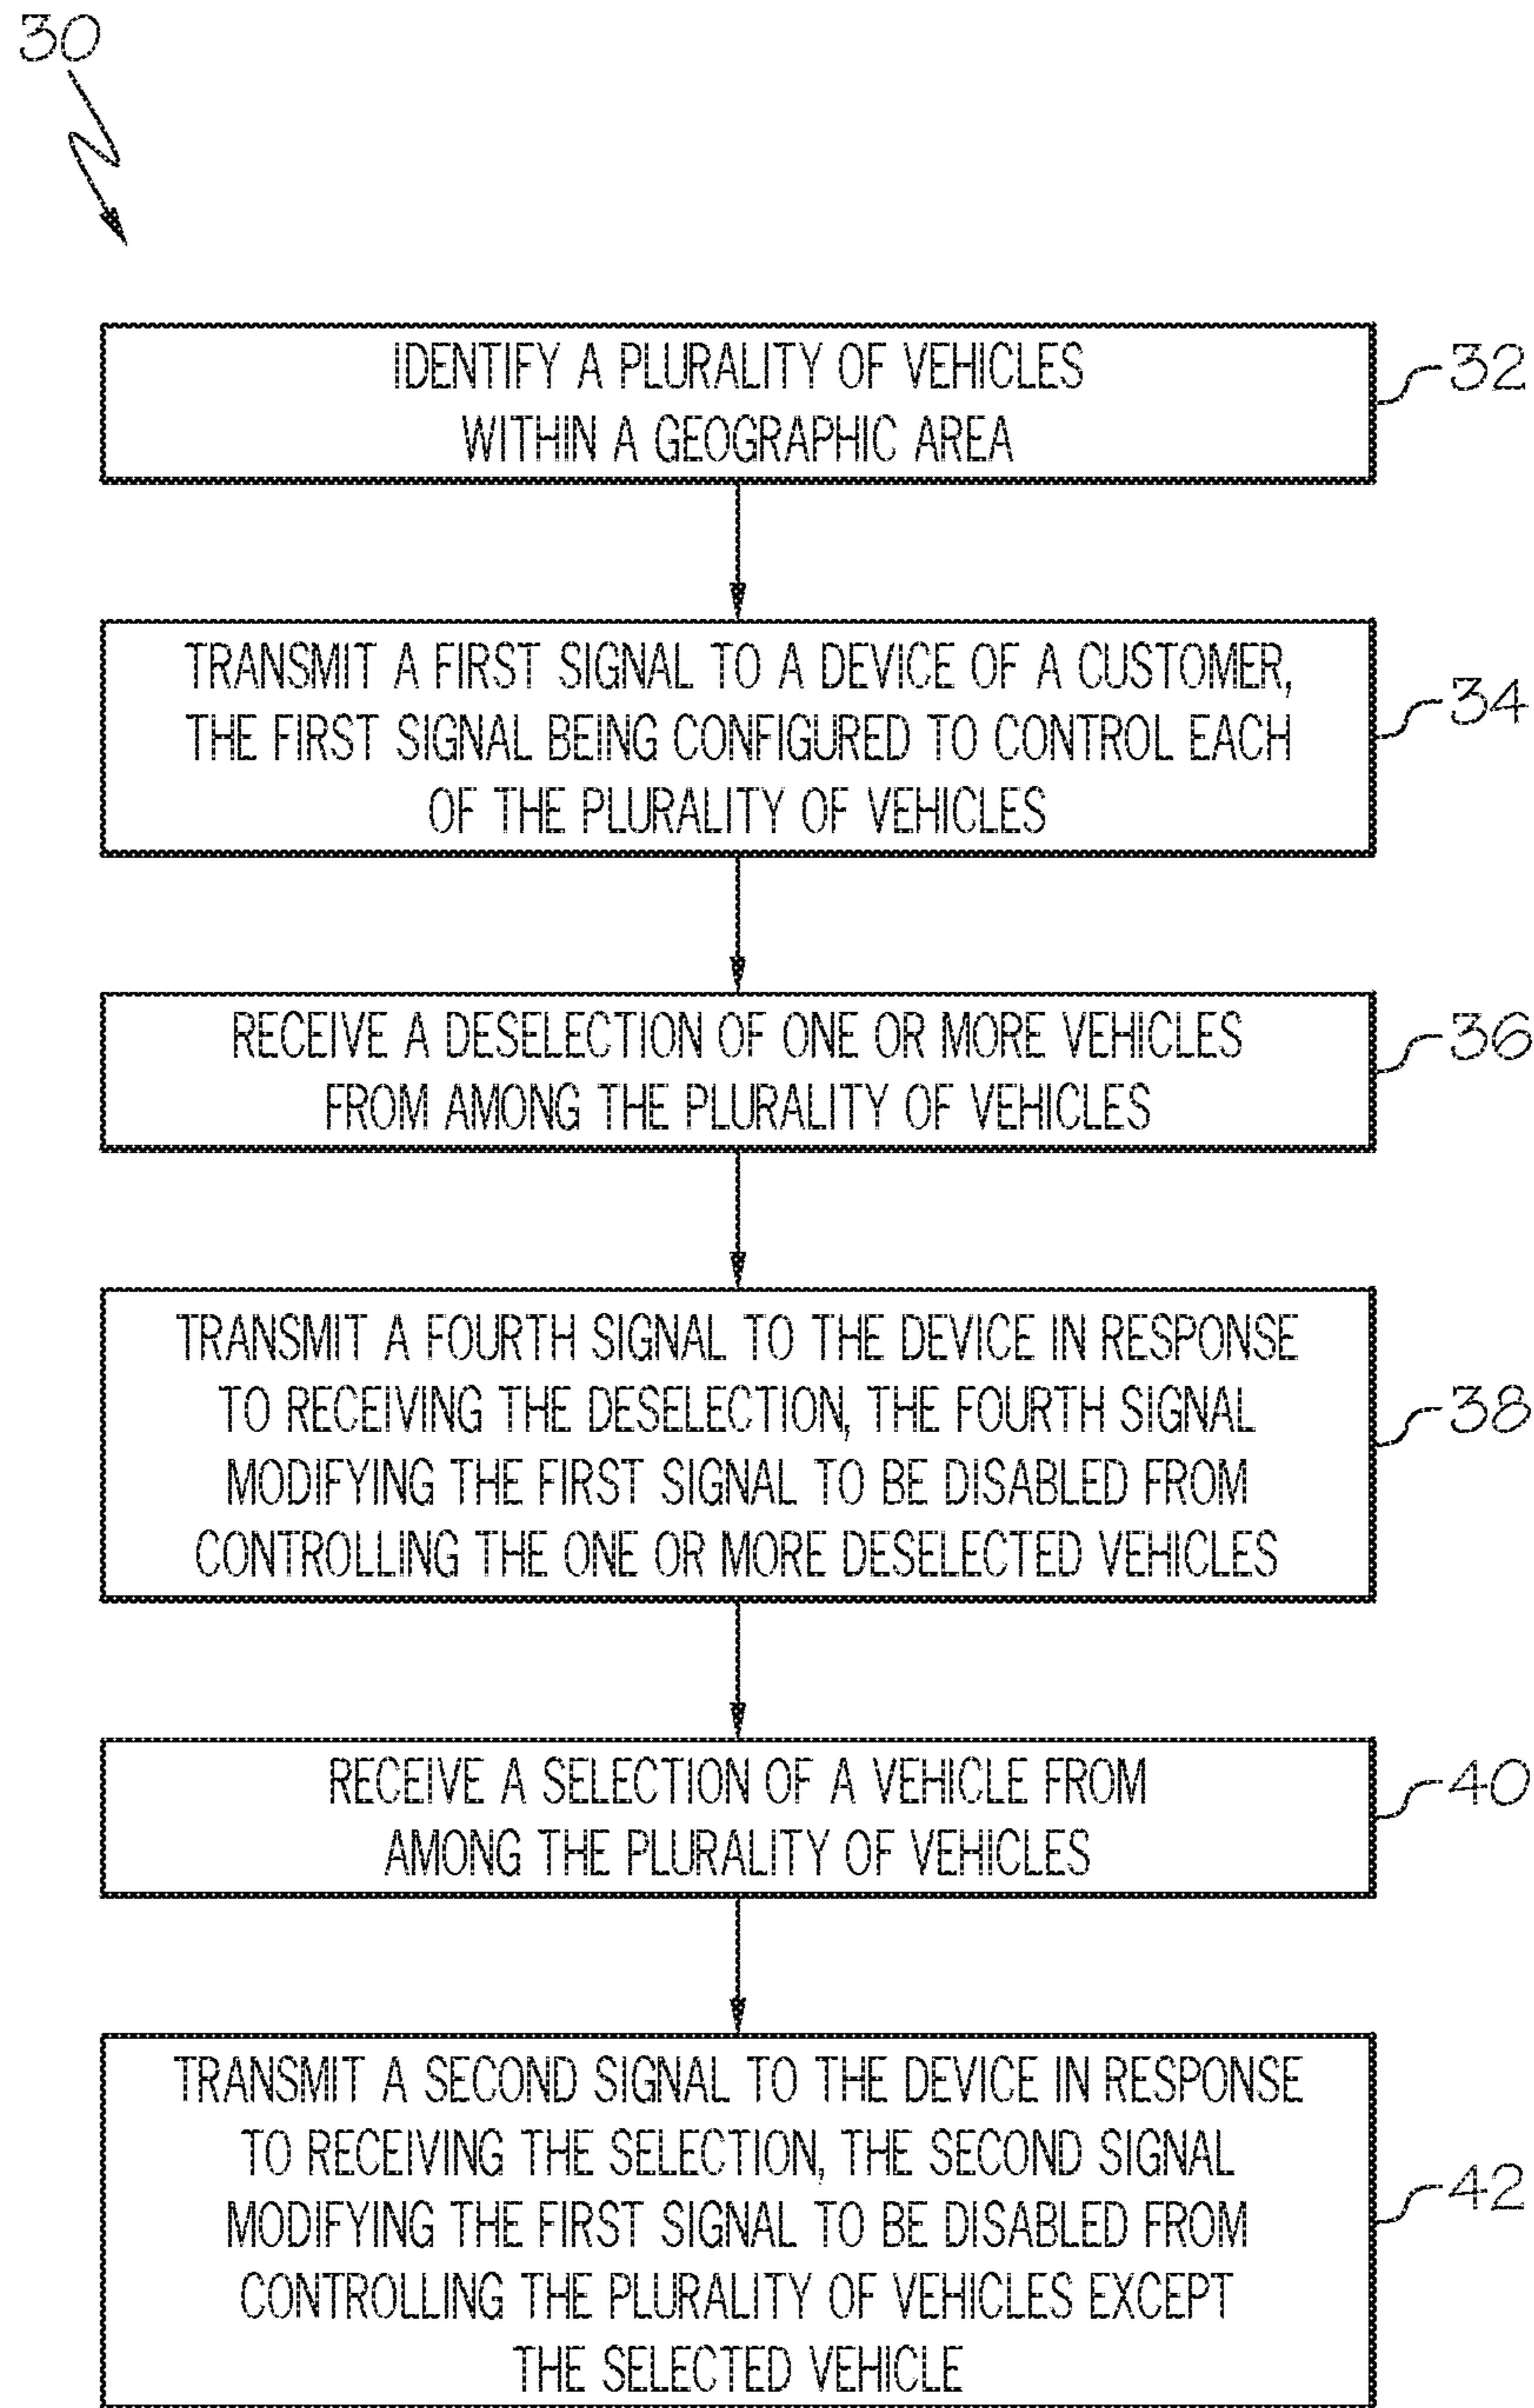 30
IDENTIFY A PLURALITY OF VEHICLES
WITHIN A GEOGRAPHIC AREA
32
TRANSMIT A FIRST SIGNAL TO A DEVICE OF A CUSTOMER,
THE FIRST SIGNAL BEING CONFIGURED TO CONTROL EACH
OF THE PLURALITY OF VEHICLES
34
RECEIVE A DESELECTION OF ONE OR MORE VEHICLES
FROM AMONG THE PLURALITY OF VEHICLES
36
TRANSMIT A FOURTH SIGNAL TO THE DEVICE IN RESPONSE
TO RECEIVING THE DESELECTION, THE FOURTH SIGNAL
MODIFYING THE FIRST SIGNAL TO BE DISABLED FROM
CONTROLLING THE ONE OR MORE DESELECTED VEHICLES
38
RECEIVE A SELECTION OF A VEHICLE FROM
AMONG THE PLURALITY OF VEHICLES
40
TRANSMIT A SECOND SIGNAL TO THE DEVICE IN RESPONSE
TO RECEIVING THE SELECTION, THE SECOND SIGNAL
MODIFYING THE FIRST SIGNAL TO BE DISABLED FROM
CONTROLLING THE PLURALITY OF VEHICLES EXCEPT
THE SELECTED VEHICLE
42